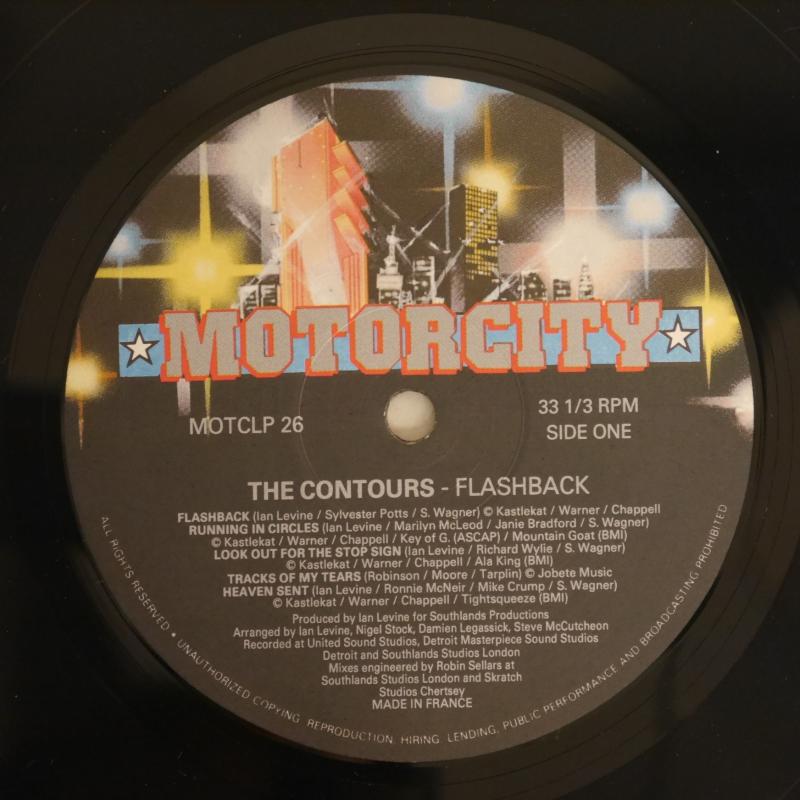 MOTORCITY
MOTCLP 26
33 1/3 RPM
SIDE ONE
THE CONTOURS - FLASHBACK
FLASHBACK (Ian Levine / Sylvester Potts / S. Wagner) © Kastlekat / Warner / Chappell
RUNNING IN CIRCLES (Ian Levine / Marilyn McLeod / Janie Bradford / S. Wagner)
© Kastlekat / Warner / Chappell / Key of G. (ASCAP) / Mountain Goat (BMI)
LOOK OUT FOR THE STOP SIGN (Ian Levine / Richard Wylie / S. Wagner)
© Kastlekat / Warner / Chappell / Ala King (BMI)
TRACKS OF MY TEARS (Robinson / Moore / Tarplin) © Jobete Music
HEAVEN SENT (Ian Levine / Ronnie McNeir / Mike Crump / S. Wagner)
© Kastlekat / Warner / Chappell / Tightsqueeze (BMI)
Produced by Ian Levine for Southlands Productions
Arranged by Ian Levine, Nigel Stock, Damien Legassick, Steve McCutcheon
Recorded at United Sound Studios, Detroit Masterpiece Sound Studios
Detroit and Southlands Studios London
Mixes engineered by Robin Sellars at
Southlands Studios London and Skratch
Studios Chertsey
MADE IN FRANCE
ALL RIGHTS RESERVED • UNAUTHORIZED COPYING, REPRODUCTION, HIRING, LENDING, PUBLIC PERFORMANCE AND BROADCASTING PROHIBITED